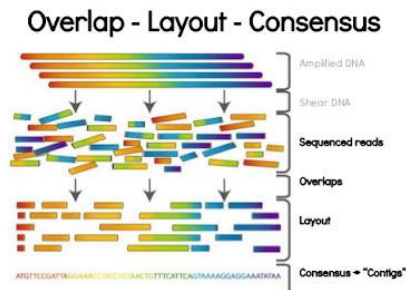 Overlap - Layout - Consensus
Amplified DNA
Shear DNA
Sequenced reads
Overlaps
Layout
Consensus → "Contigs"